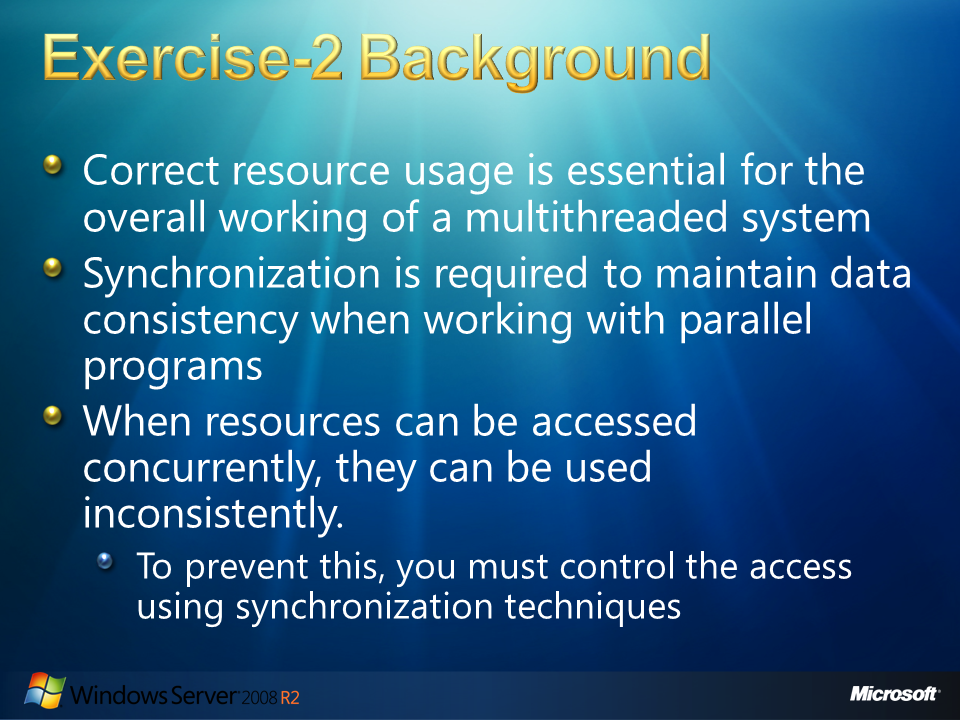 Exercise-2 Background
Correct resource usage is essential for the
overall working of a multithreaded system
Synchronization is required to maintain data
consistency when working with parallel
programs
When resources can be accessed
concurrently, they can be used
inconsistently.
To prevent this, you must control the access
using synchronization techniques
Windows Server 2008 R2
Microsoft